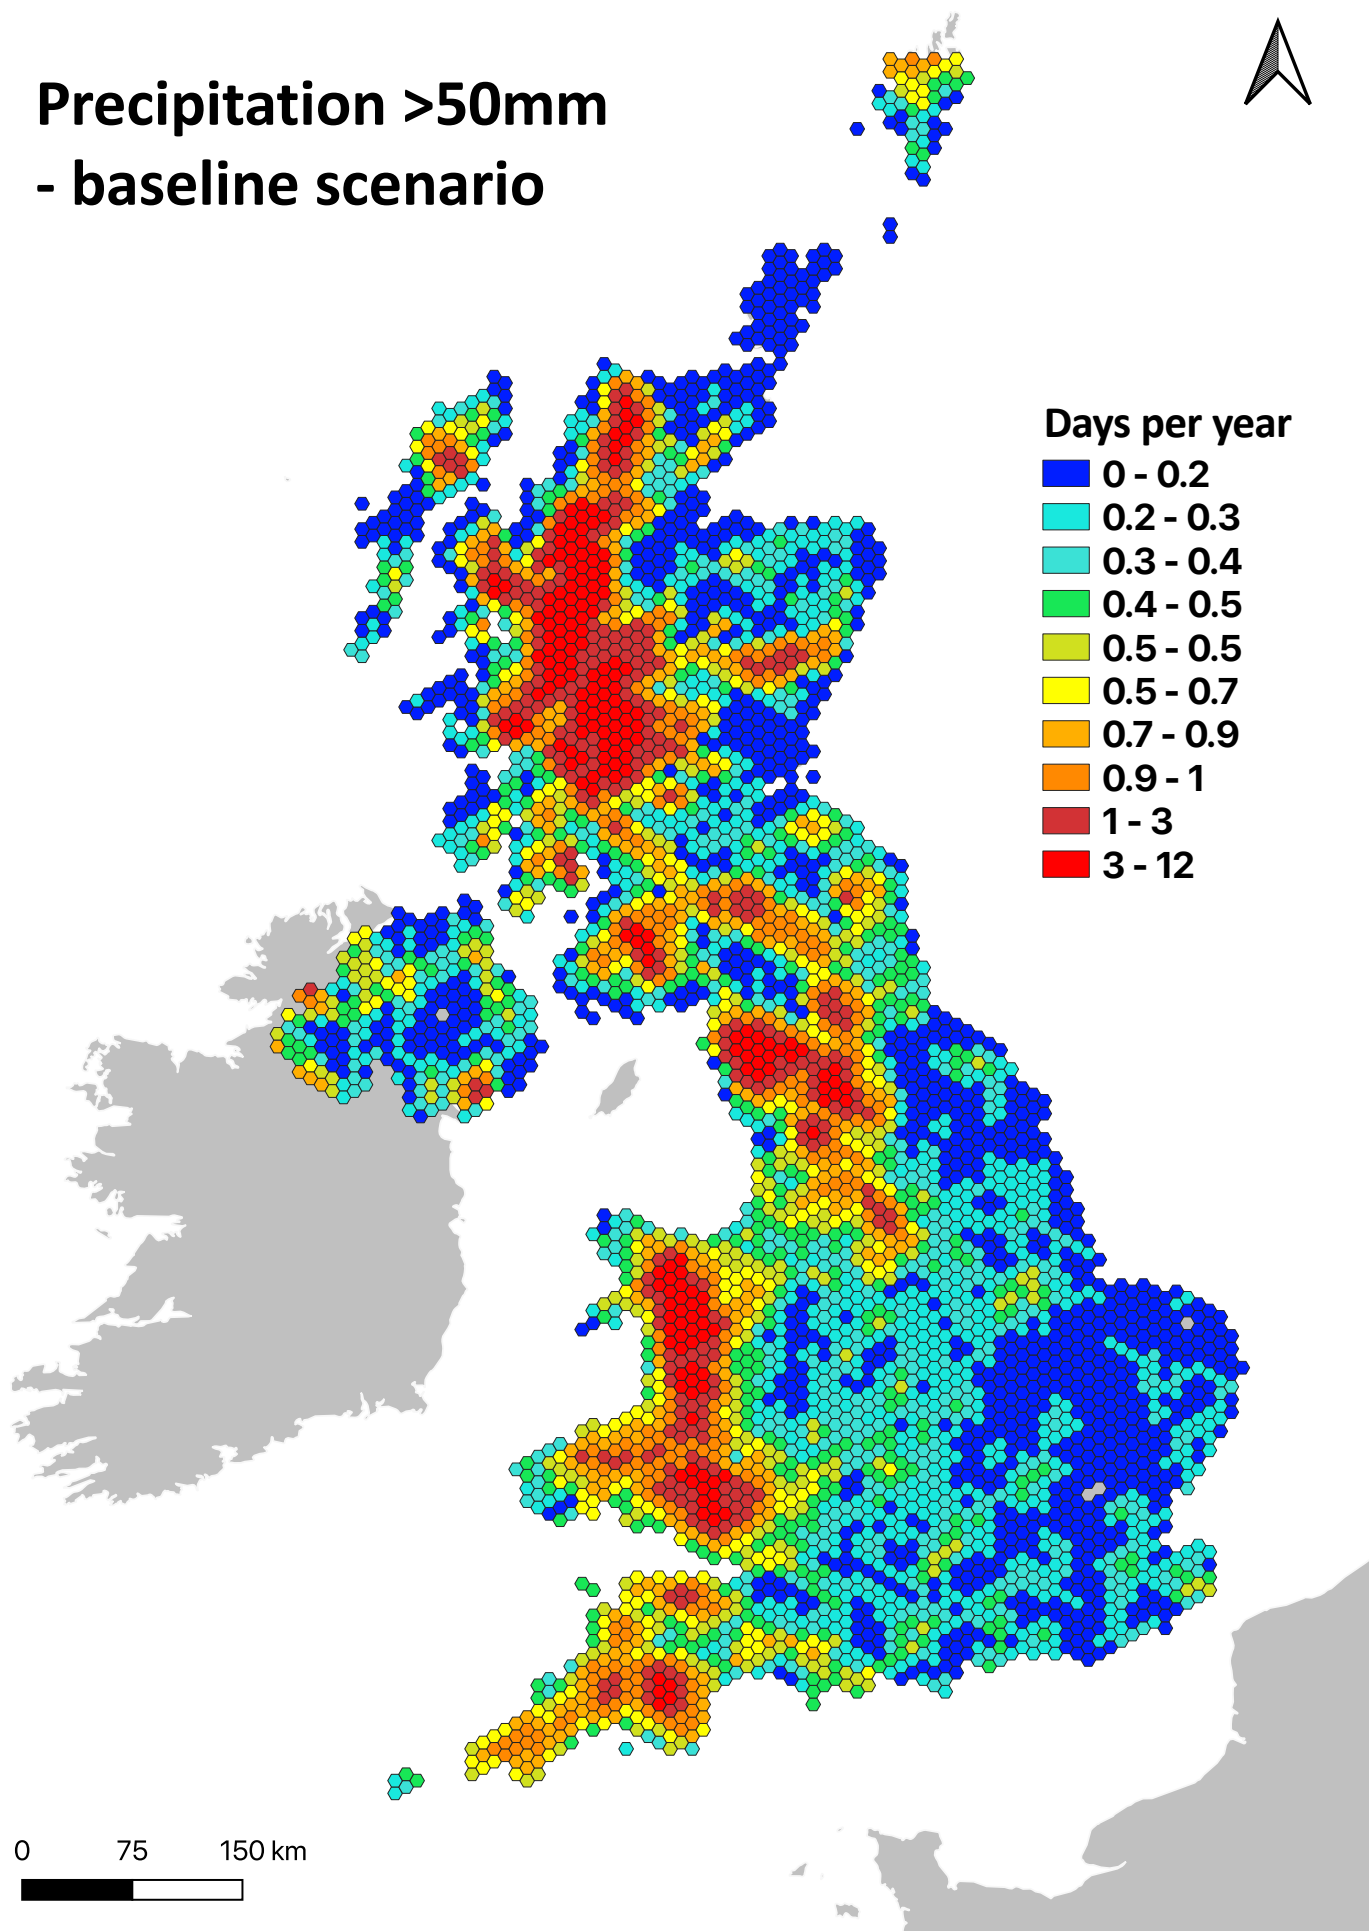 Precipitation >50mm
- baseline scenario
Days per year
0 - 0.2
0.2 - 0.3
0.3 - 0.4
0.4 - 0.5
0.5 - 0.5
0.5 - 0.7
0.7 - 0.9
0.9 - 1
1 - 3
3 - 12
0 75 150 km